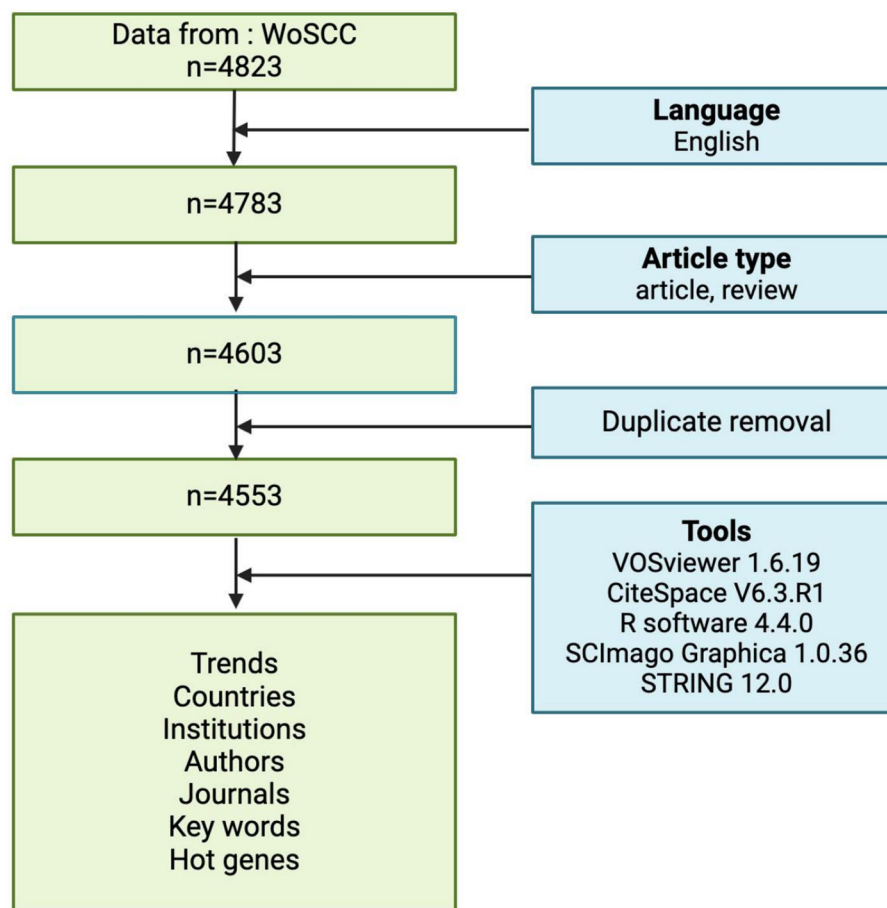 Data from : WoSCC
n=4823
Language
English
n=4783
Article type
article, review
n=4603
Duplicate removal
n=4553
Tools
VOSviewer 1.6.19
CiteSpace V6.3.R1
R software 4.4.0
SCImago Graphica 1.0.36
STRING 12.0
Trends
Countries
Institutions
Authors
Journals
Key words
Hot genes